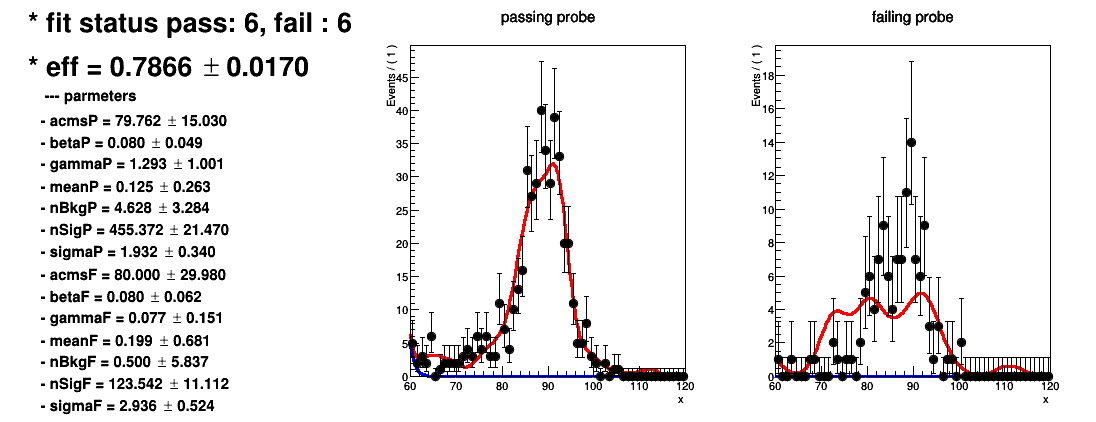 * fit status pass: 6, fail : 6
* eff = 0.7866 ± 0.0170
--- parmeters
- acmsP = 79.762 ± 15.030
- betaP = 0.080 ± 0.049
- gammaP = 1.293 ± 1.001
- meanP = 0.125 ± 0.263
- nBkgP = 4.628 ± 3.284
- nSigP = 455.372 ± 21.470
- sigmaP = 1.932 ± 0.340
- acmsF = 80.000 ± 29.980
- betaF = 0.080 ± 0.062
- gammaF = 0.077 ± 0.151
- meanF = 0.199 ± 0.681
- nBkgF = 0.500 ± 5.837
- nSigF = 123.542 ± 11.112
- sigmaF = 2.936 ± 0.524
passing probe
Events / ( 1 )
45
40
35
30
25
20
15
10
5
0
60 70 80 90 100 110 120
x
failing probe
Events / ( 1 )
18
16
14
12
10
8
6
4
2
0
60 70 80 90 100 110 120
x